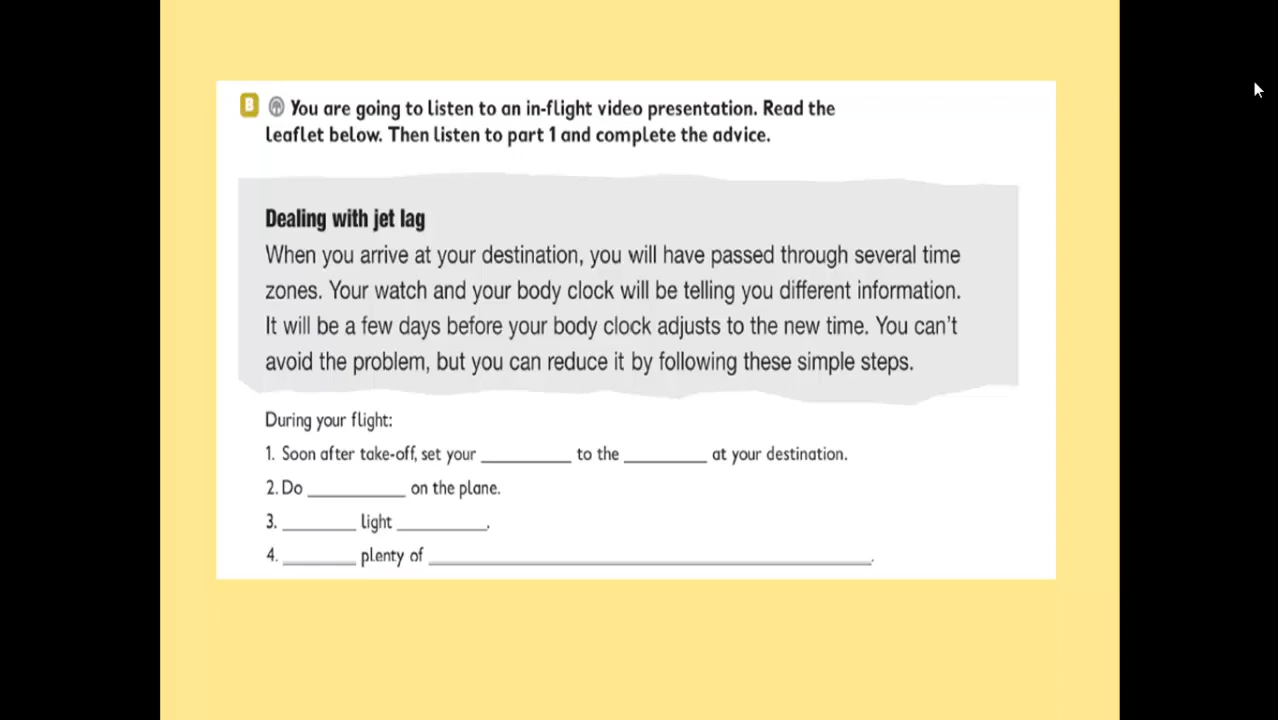 B You are going to listen to an in-flight video presentation. Read the
leaflet below. Then listen to part 1 and complete the advice.
Dealing with jet lag
When you arrive at your destination, you will have passed through several time
zones. Your watch and your body clock will be telling you different information.
It will be a few days before your body clock adjusts to the new time. You can't
avoid the problem, but you can reduce it by following these simple steps.
During your flight:
1. Soon after take-off, set your __________ to the _________ at your destination.
2. Do ___________ on the plane.
3. ________ light __________.
4. ________ plenty of __________________________________________________.